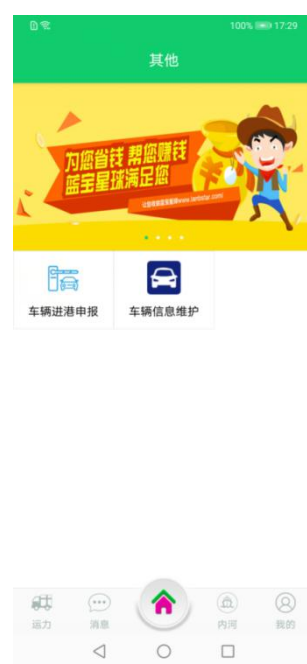 100% 17:29
其他
为您省钱 帮您赚钱
蓝宝星球满足您
车辆进港申报
车辆信息维护
运力
消息
内河
我的